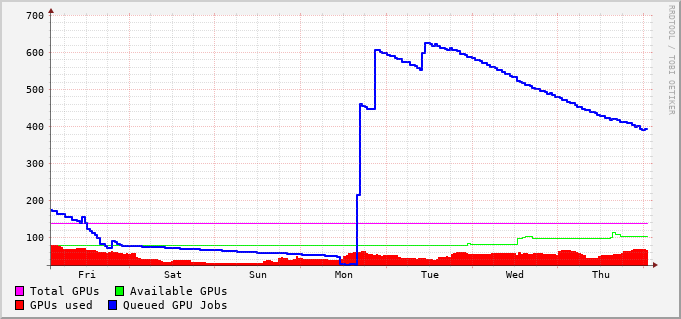 700
600
500
400
300
200
100
Fri Sat Sun Mon Tue Wed Thu
Total GPUs Available GPUs
GPUs used Queued GPU Jobs
RRDTOOL / TOBI OETIKER